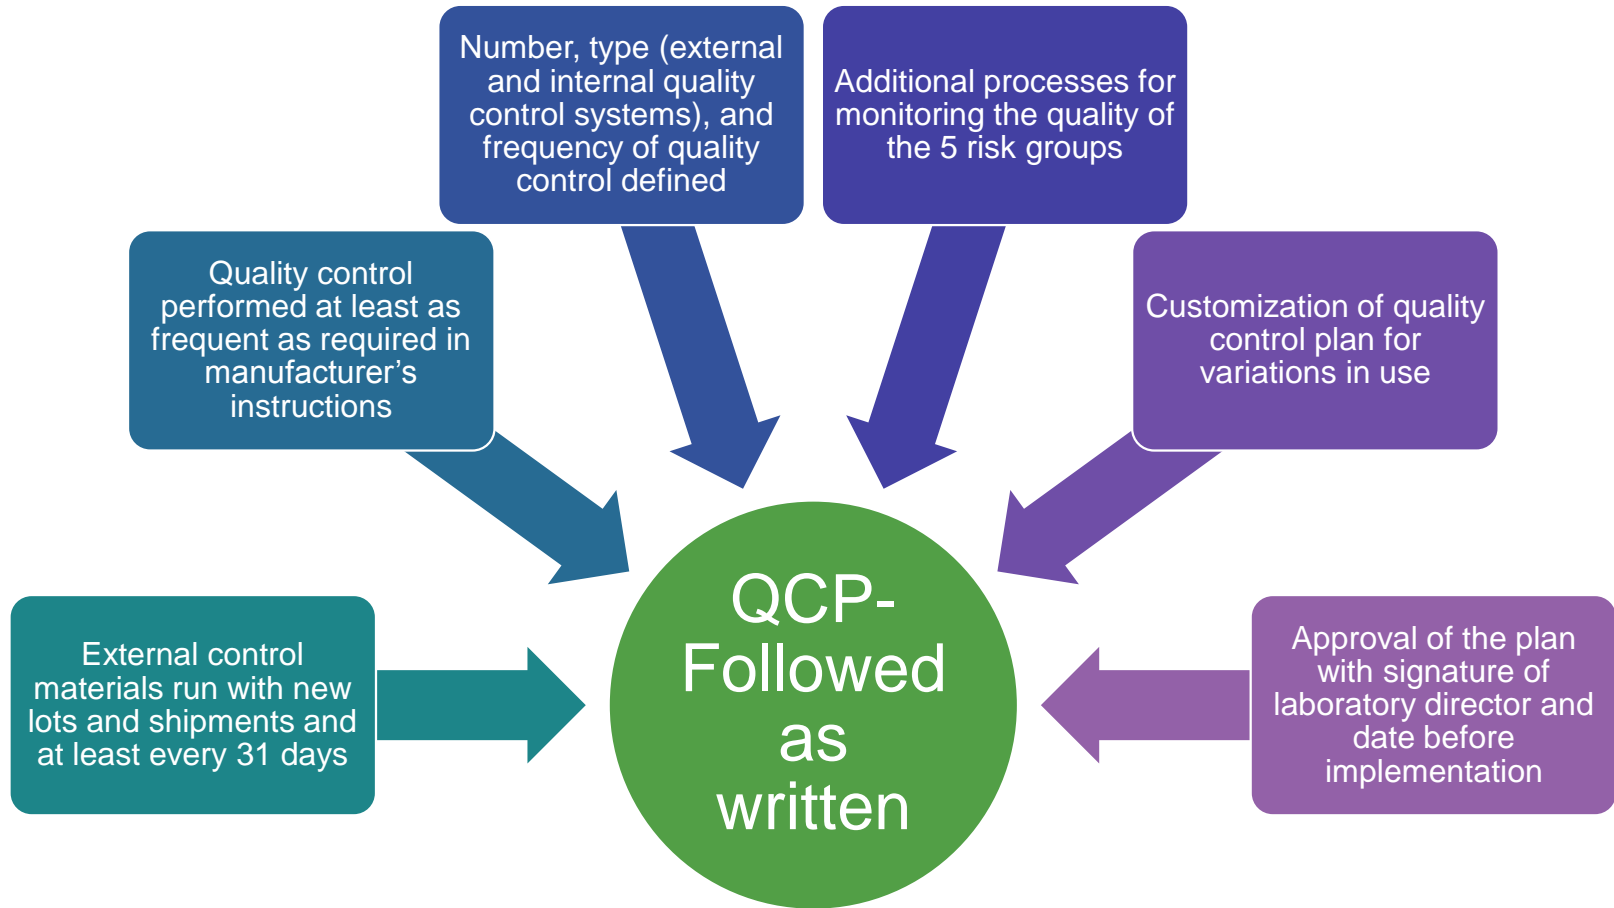 Number, type (external
and internal quality
control systems), and
frequency of quality
control defined
Additional processes for
monitoring the quality of
the 5 risk groups
Quality control
performed at least as
frequent as required in
manufacturer’s
instructions
Customization of quality
control plan for
variations in use
External control
materials run with new
lots and shipments and
at least every 31 days
QCP-
Followed
as
written
Approval of the plan
with signature of
laboratory director and
date before
implementation